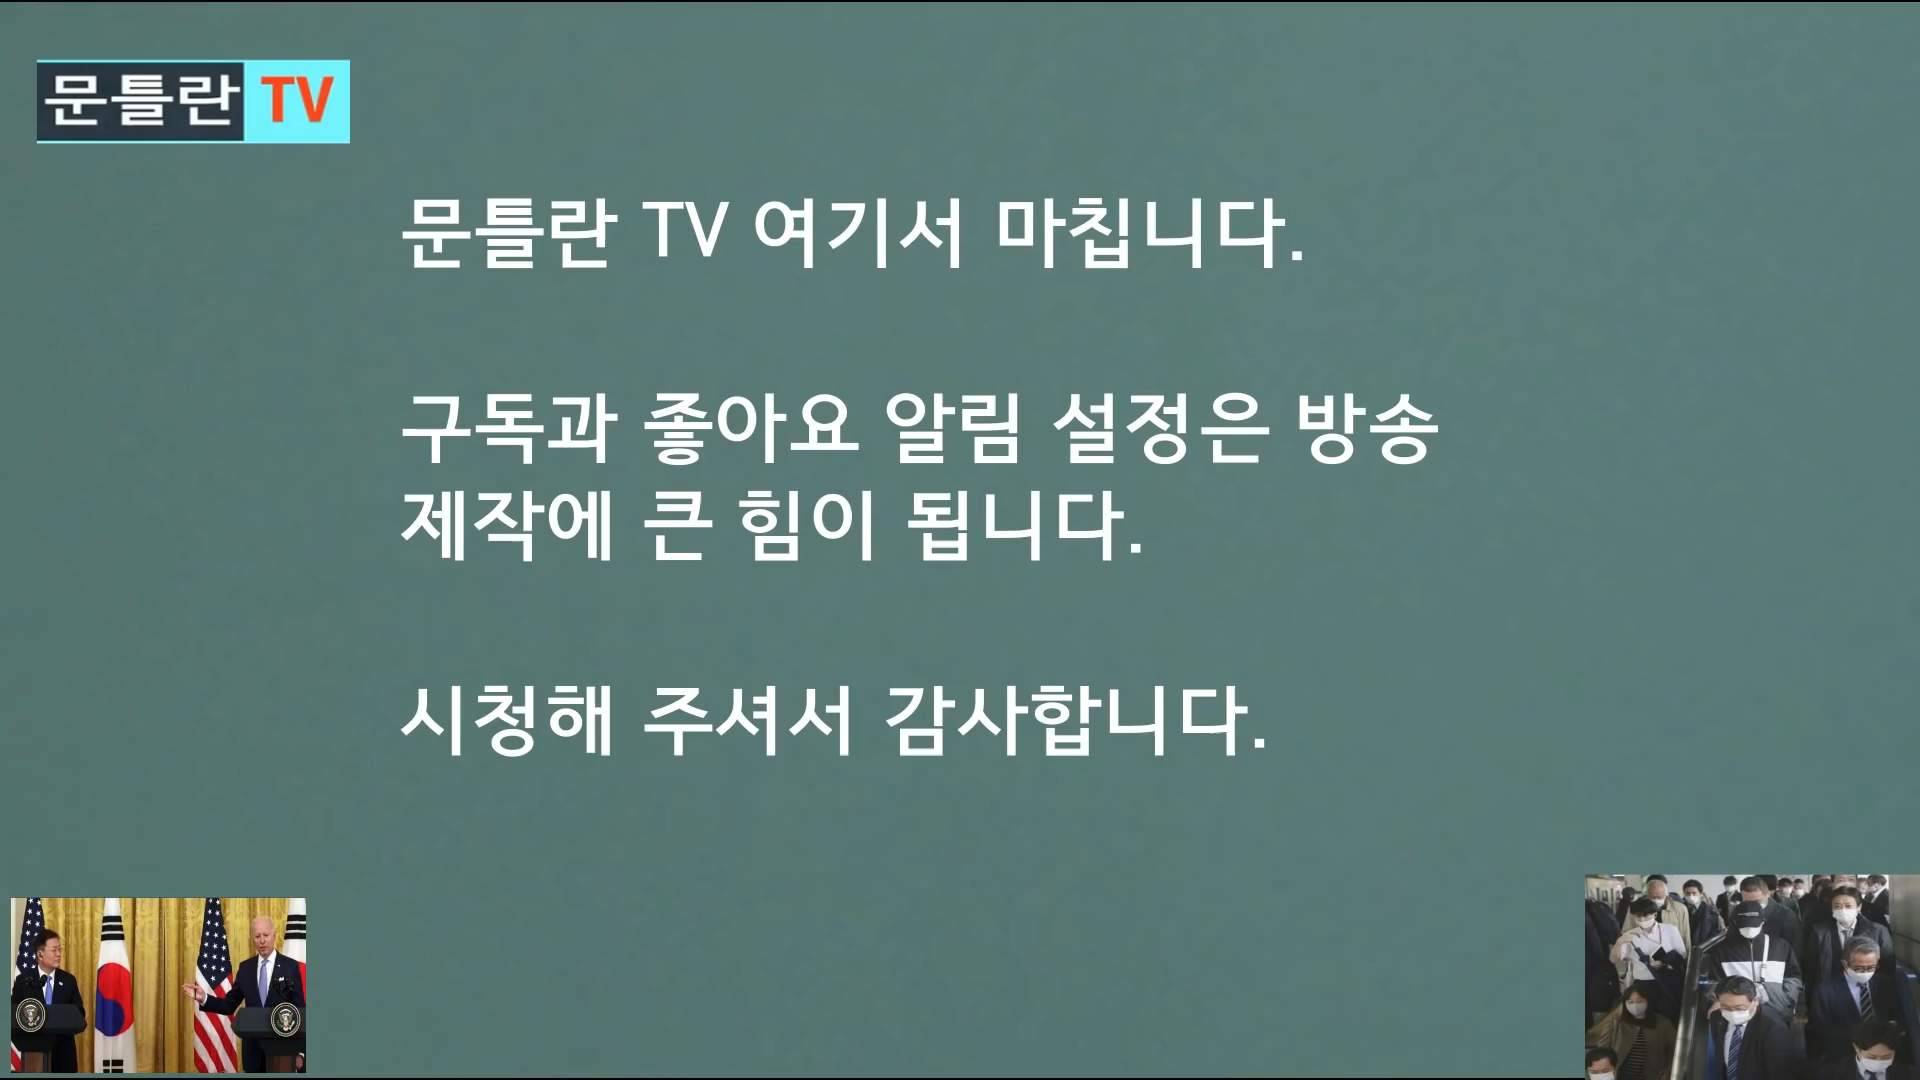 문틀란 TV
문틀란 TV 여기서 마칩니다.
구독과 좋아요 알림 설정은 방송
제작에 큰 힘이 됩니다.
시청해 주셔서 감사합니다.